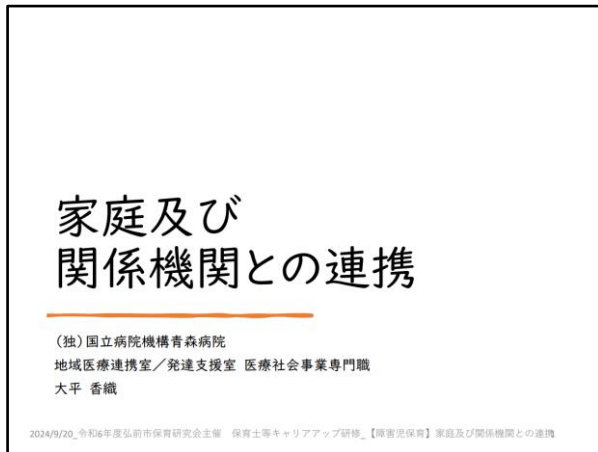 家庭及び
関係機関との連携
(独)国立病院機構青森病院
地域医療連携室／発達支援室 医療社会事業専門職
大平 香織
2024/9/20_令和6年度弘前市保育研究会主催 保育士等キャリアアップ研修_【障害児保育】家庭及び関係機関との連携1